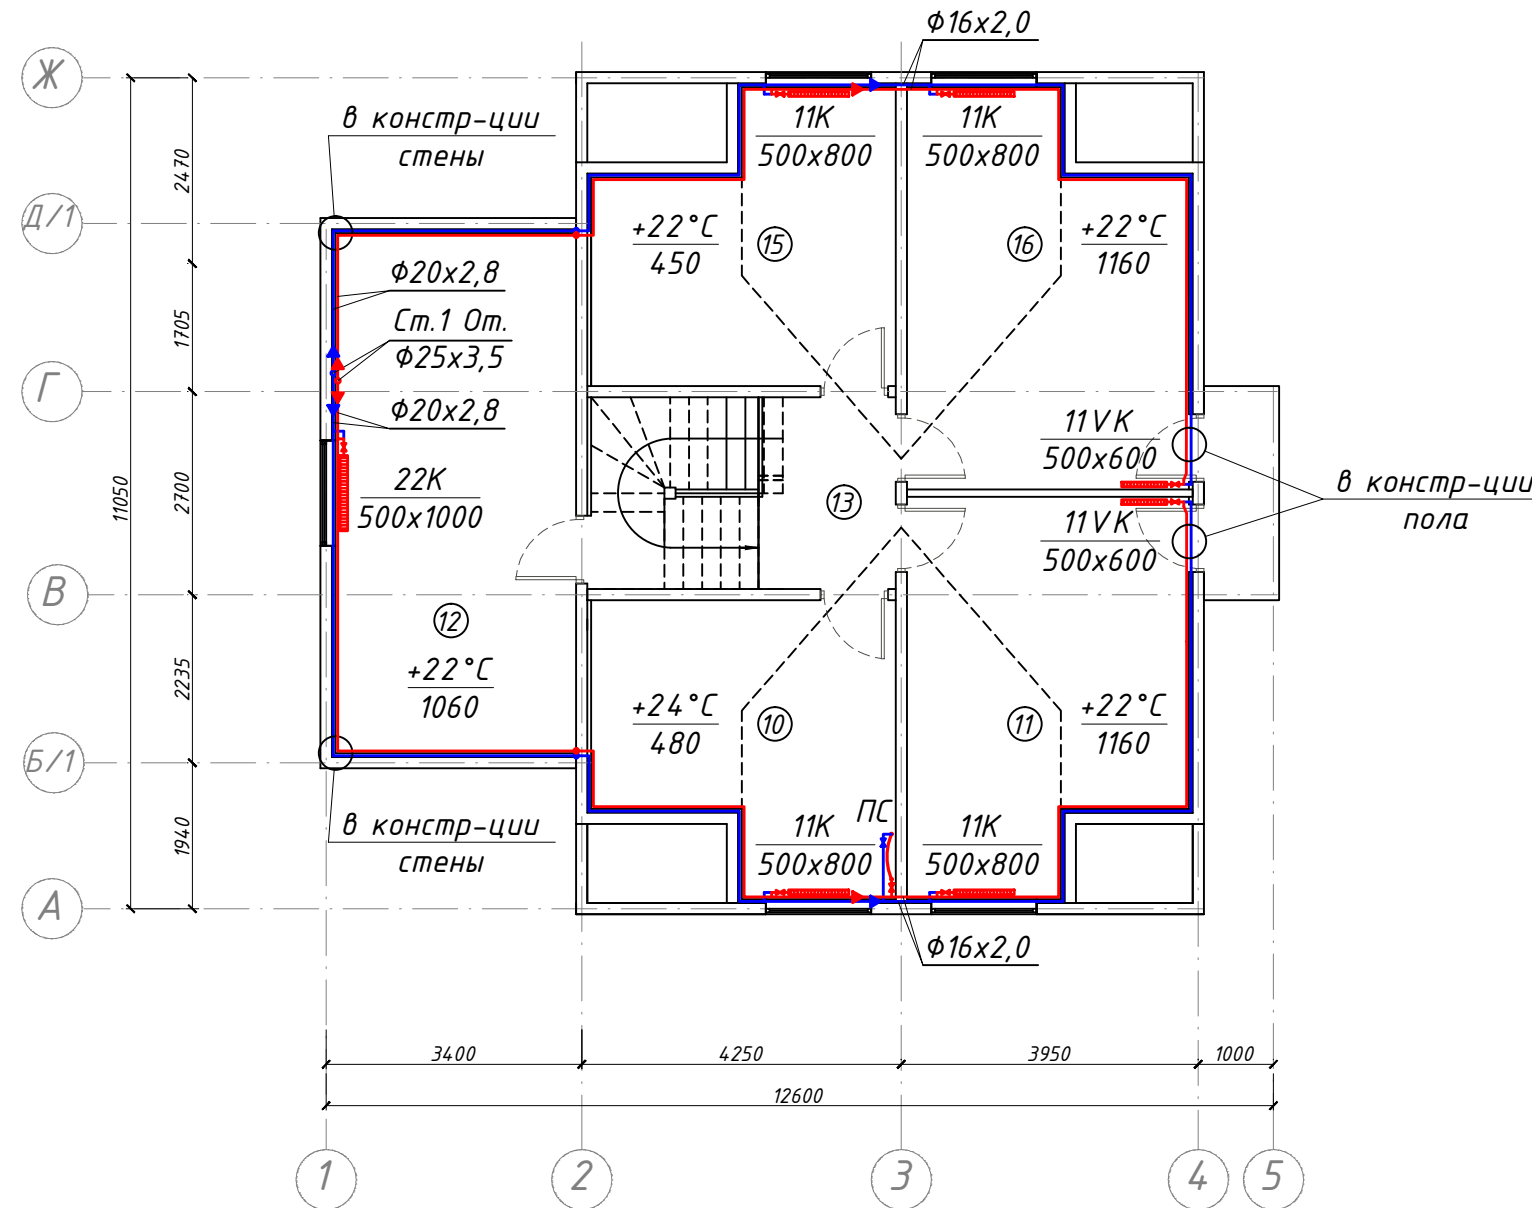 Ф16х2,0
Ж
в констр-ции
стены
11К
500х800
11К
500х800
2470
Д/1
+22°С
450
15
16
+22°С
1160
Ф20х2,8
Ст.1 От.
Ф25х3,5
Ф20х2,8
1705
Г
11VК
500х600
22К
500х1000
11050
2700
13
в констр-ции
пола
11VК
500х600
В
12
+22°С
1060
2235
+24°С
480
10
11
+22°С
1160
Б/1
1940
в констр-ции
стены
ПС
11К
500х800
11К
500х800
А
Ф16х2,0
3400
4250
3950
1000
12600
1
2
3
4
5